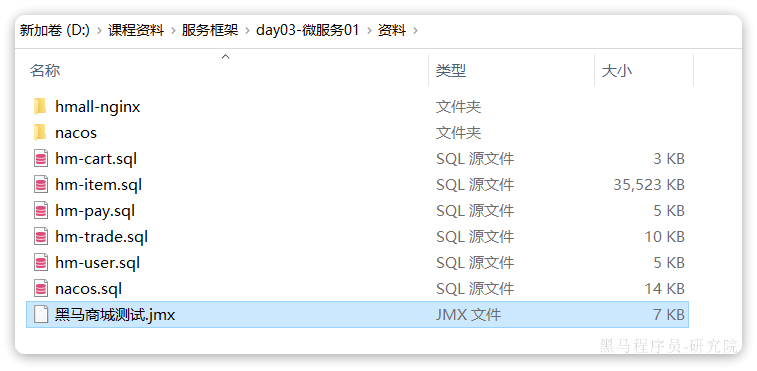 新加卷 (D:) › 课程资料 › 服务框架 › day03-微服务01 › 资料 ›
名称 类型 大小
hmall-nginx 文件夹
nacos 文件夹
hm-cart.sql SQL 源文件 3 KB
hm-item.sql SQL 源文件 35,523 KB
hm-pay.sql SQL 源文件 5 KB
hm-trade.sql SQL 源文件 10 KB
hm-user.sql SQL 源文件 5 KB
nacos.sql SQL 源文件 14 KB
黑马商城测试.jmx JMX 文件 7 KB
黑马程序员-研究院